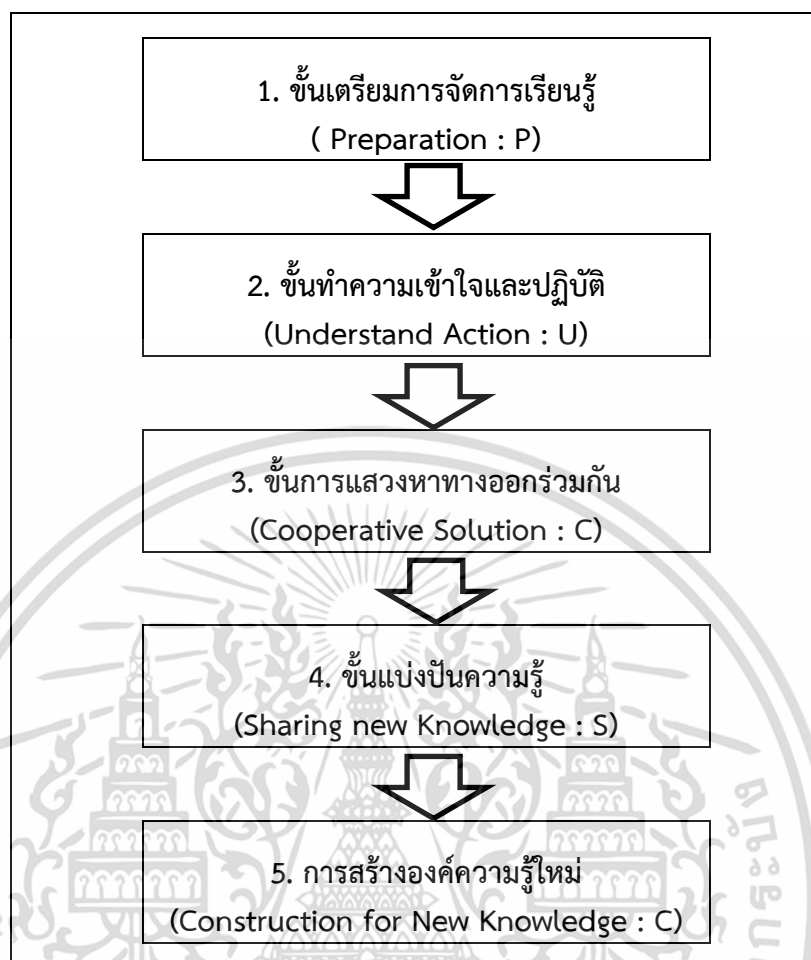 1. ขั้นเตรียมการจัดการเรียนรู้
( Preparation : P)
2. ขั้นทำความเข้าใจและปฏิบัติ
(Understand Action : U)
3. ขั้นการแสวงหาทางออกร่วมกัน
(Cooperative Solution : C)
4. ขั้นแบ่งปันความรู้
(Sharing new Knowledge : S)
5. การสร้างองค์ความรู้ใหม่
(Construction for New Knowledge : C)